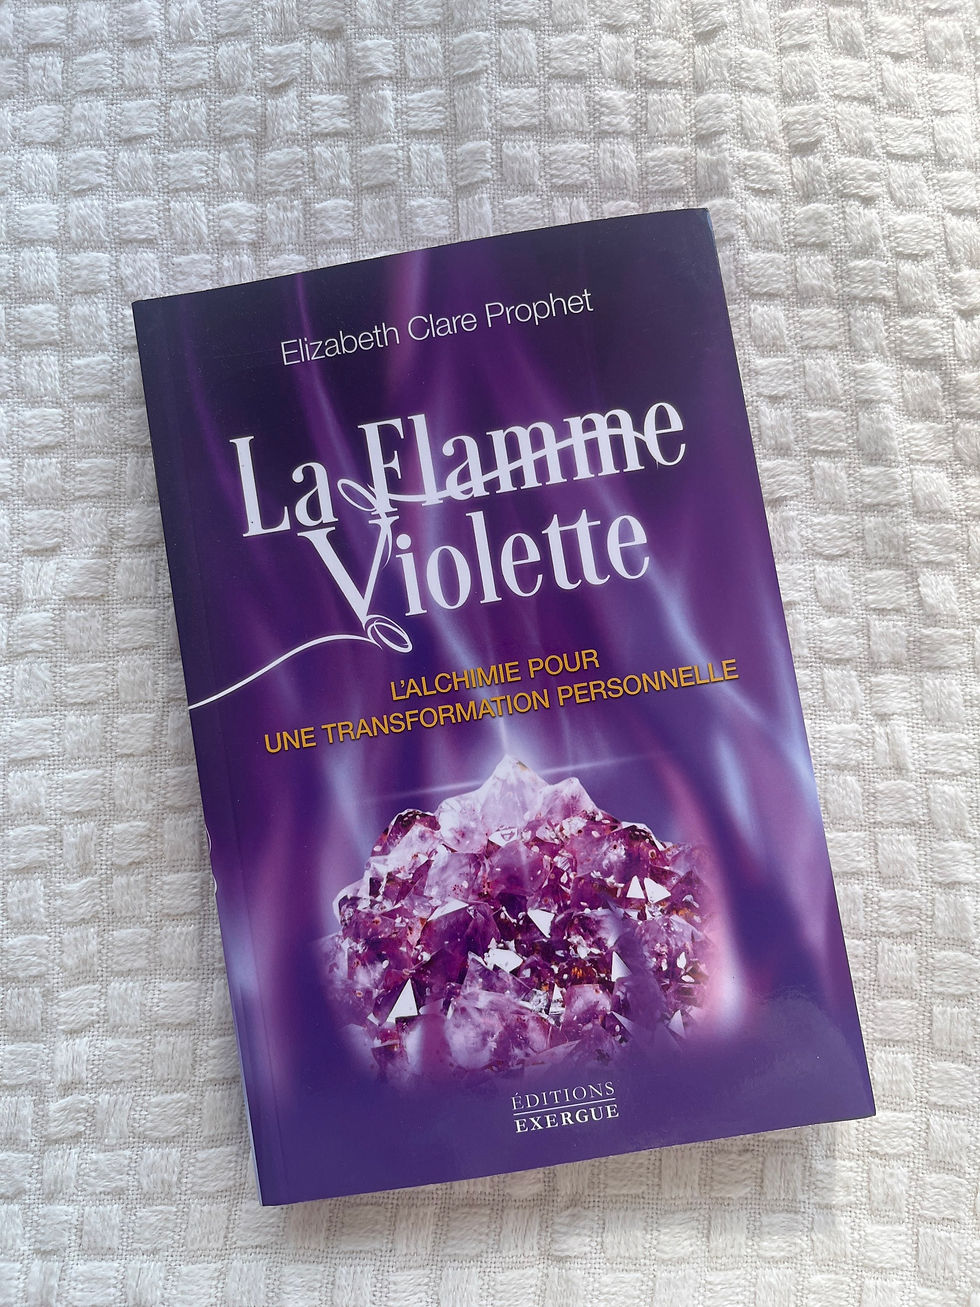 Elizabeth Clare Prophet
La Flamme
Violette
L'ALCHIMIE POUR
UNE TRANSFORMATION PERSONNELLE
ÉDITIONS
EXERGUE